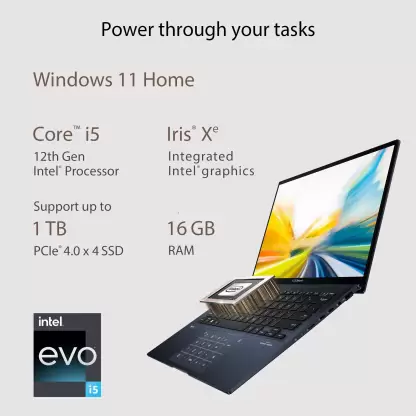 Power through your tasks
Windows 11 Home
Core™ i5
12th Gen
Intel® Processor
Iris® Xe
Integrated
Intel® graphics
Support up to
1 TB
PCIe® 4.0 x 4 SSD
16 GB
RAM
intel.
evo
i5